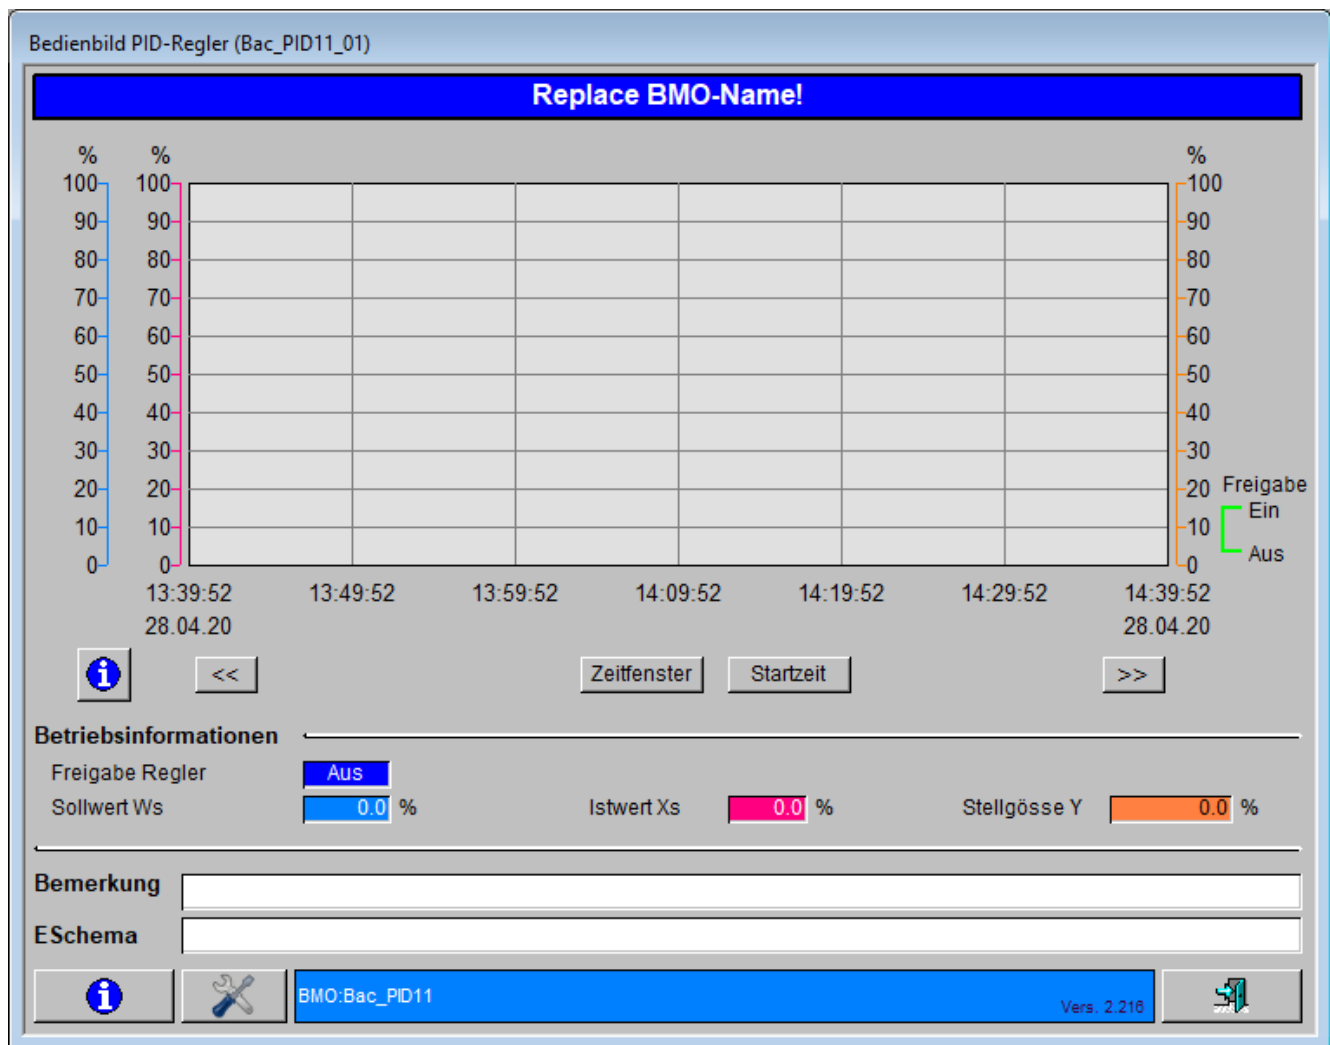 Bedienbild PID-Regler (Bac_PID11_01)
Replace BMO-Name!
% % %
100 100 100
90 90 90
80 80 80
70 70 70
60 60 60
50 50 50
40 40 40
30 30 30
20 20 20 Freigabe
Ein
10 10 10
Aus
0 0 0
13:39:52 13:49:52 13:59:52 14:09:52 14:19:52 14:29:52 14:39:52
28.04.20 28.04.20
<< Zeitfenster Startzeit >>
Betriebsinformationen
Freigabe Regler Aus
Sollwert Ws 0.0 % Istwert Xs 0.0 % Stellgösse Y 0.0 %
Bemerkung
ESchema
BMO:Bac_PID11
Vers. 2.216